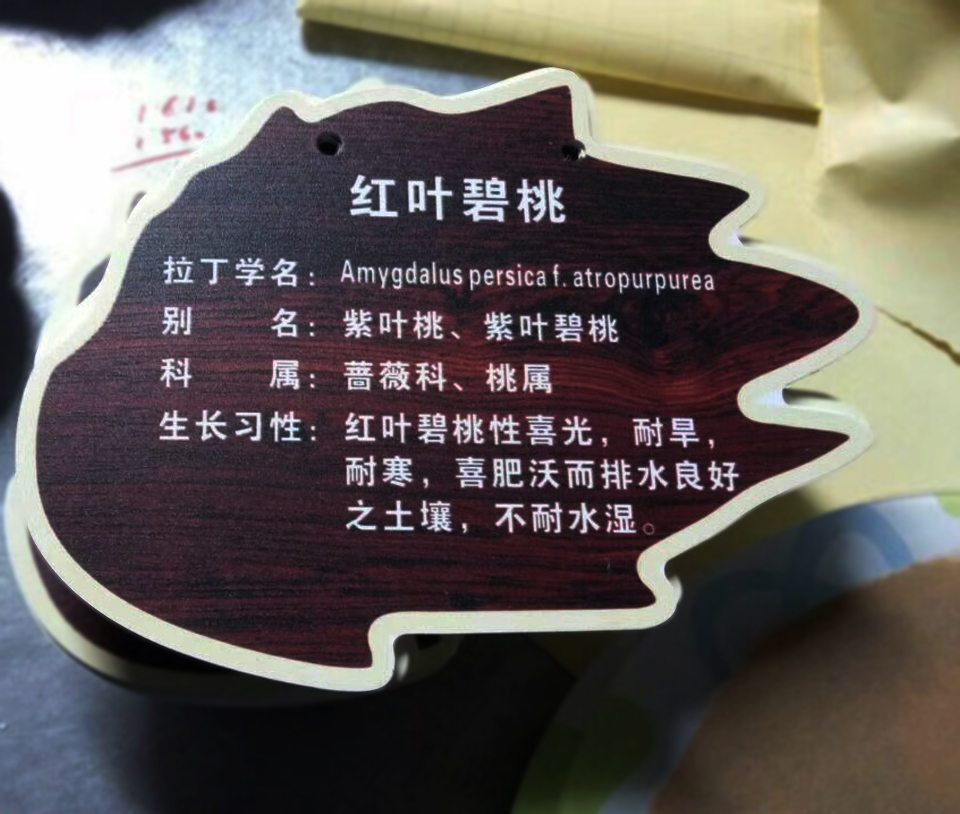 红叶碧桃
拉丁学名：Amygdalus persica f. atropurpurea
别名：紫叶桃、紫叶碧桃
科属：蔷薇科、桃属
生长习性：红叶碧桃性喜光，耐旱，
耐寒，喜肥沃而排水良好
之土壤，不耐水湿。